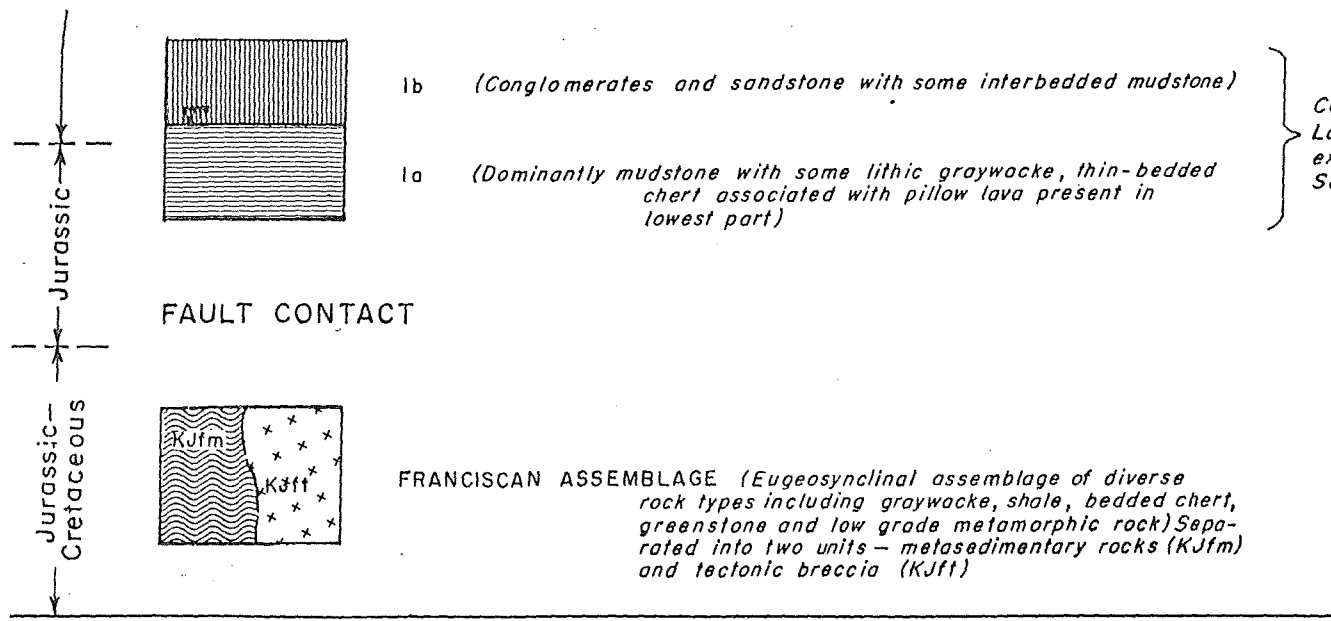 1b (Conglomerates and sandstone with some interbedded mudstone)
1a (Dominantly mudstone with some lithic graywacke, thin-bedded
chert associated with pillow lava present in
lowest part)
Jurassic
FAULT CONTACT
Jurassic-
Cretaceous
KJfm
KJft
FRANCISCAN ASSEMBLAGE (Eugeosynclinal assemblage of diverse
rock types including graywacke, shale, bedded chert,
greenstone and low grade metamorphic rock) Sepa-
rated into two units — metasedimentary rocks (KJfm)
and tectonic breccia (KJft)